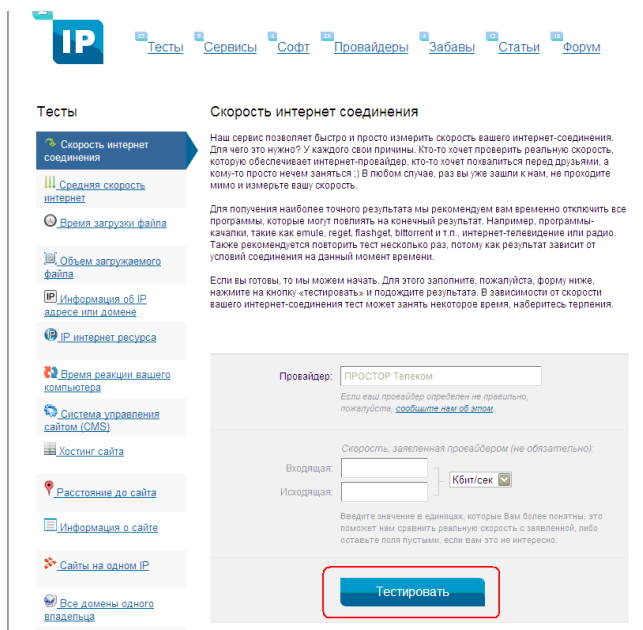 IP
Тесты Сервисы Софт Провайдеры Забавы Статьи Форум
Тесты
Скорость интернет
соединения
Средняя скорость
интернет
Время загрузки файла
Объем загружаемого
файла
IP Информация об IP
адресе или домене
IP интернет ресурса
Время реакции вашего
компьютера
Система управления
сайтом (CMS)
Хостинг сайта
Расстояние до сайта
Информация о сайте
Сайты на одном IP
Все домены одного
владельца
Скорость интернет соединения
Наш сервис позволяет быстро и просто измерить скорость вашего интернет-соединения.
Для чего это нужно? У каждого свои причины. Кто-то хочет проверить реальную скорость,
которую обеспечивает интернет-провайдер, кто-то хочет похвалиться перед друзьями, а
кому-то просто нечем заняться ;) В любом случае, раз вы уже зашли к нам, не проходите
мимо и измерьте вашу скорость.
Для получения наиболее точного результата мы рекомендуем вам временно отключить все
программы, которые могут повлиять на конечный результат. Например, программы-
качалки, такие как emule, reget, flashget, bittorrent и т.п., интернет-телевидение или радио.
Также рекомендуется повторить тест несколько раз, потому как результат зависит от
условий соединения на данный момент времени.
Если вы готовы, то мы можем начать. Для этого заполните, пожалуйста, форму ниже,
нажмите на кнопку «тестировать» и подождите результата. В зависимости от скорости
вашего интернет-соединения тест может занять некоторое время, наберитесь терпения.
Провайдер: ПРОСТОР Телеком
Если ваш провайдер определен не правильно,
пожалуйста, сообщите нам об этом
Скорость, заявленная провайдером (не обязательно):
Входящая:
Исходящая:
Кбит/сек
Введите значение в единицах, которые Вам более понятны, это
поможет нам сравнить реальную скорость с заявленной, либо
оставьте поля пустыми, если вам это не интересно.
Тестировать